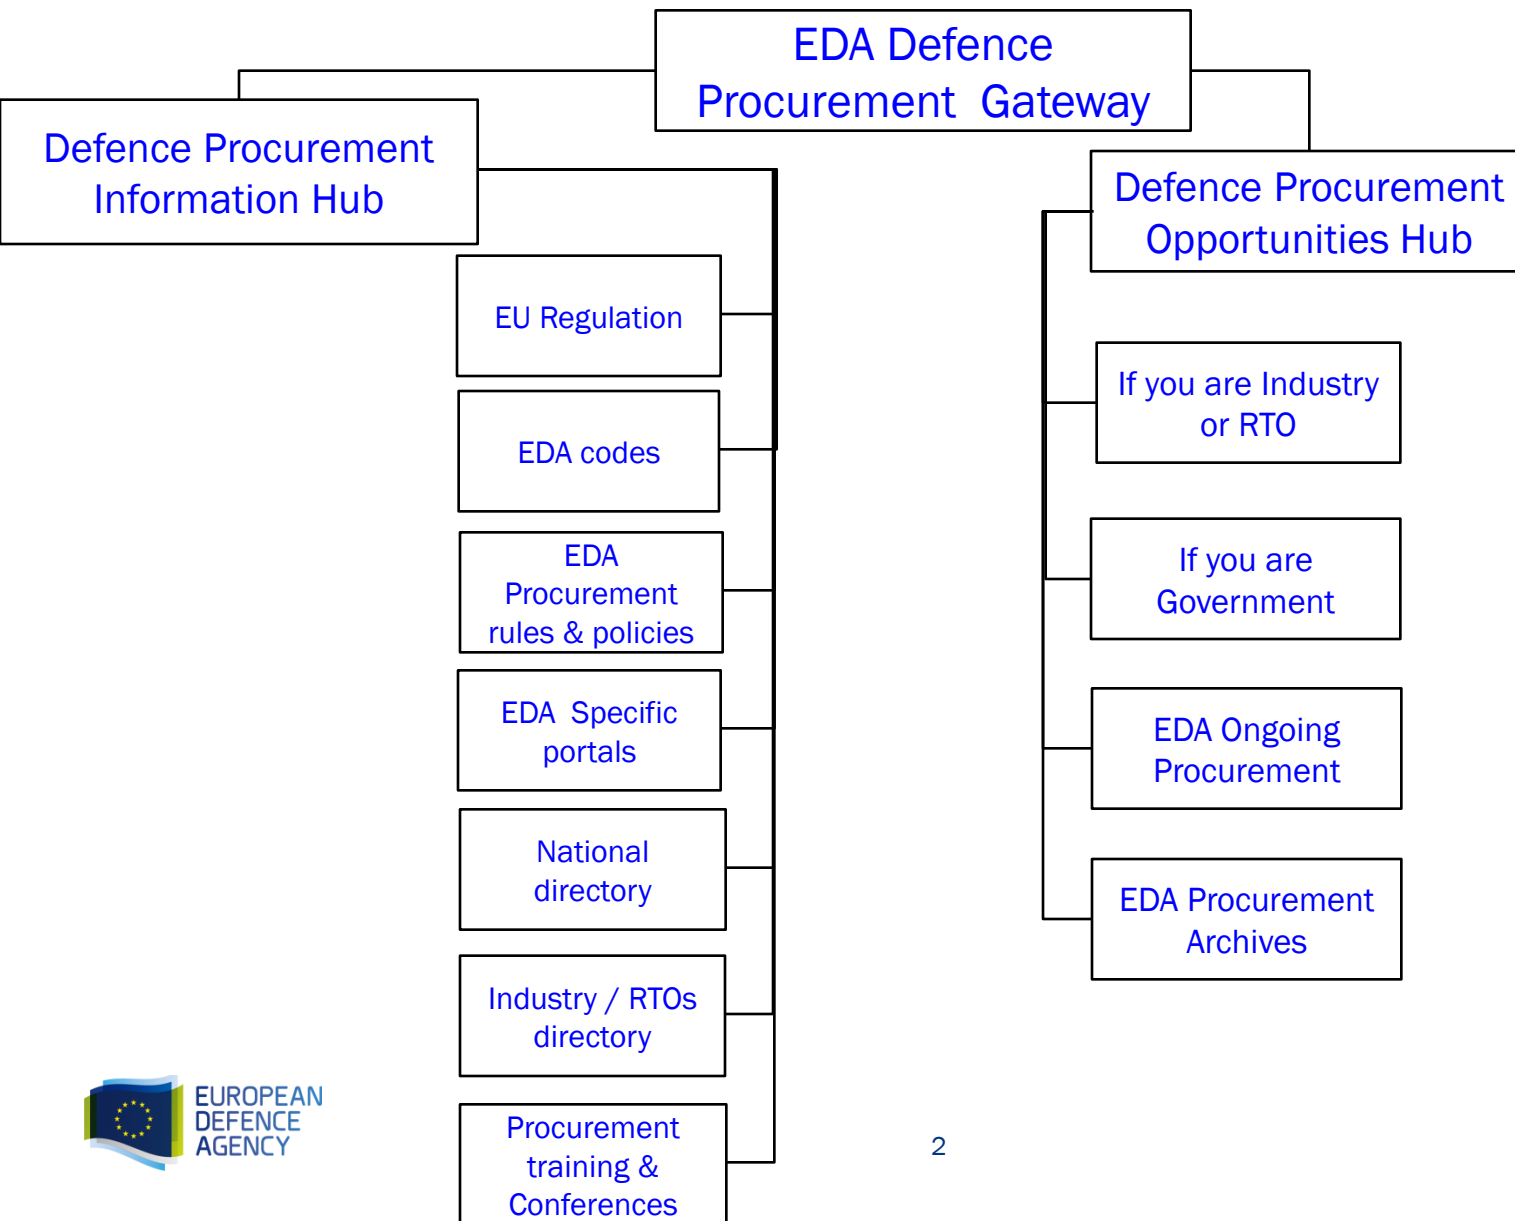 EDA Defence
Procurement Gateway
Defence Procurement
Information Hub
Defence Procurement
Opportunities Hub
EU Regulation
EDA codes
EDA
Procurement
rules & policies
EDA Specific
portals
National
directory
Industry / RTOs
directory
Procurement
training &
Conferences
If you are Industry
or RTO
If you are
Government
EDA Ongoing
Procurement
EDA Procurement
Archives
EUROPEAN
DEFENCE
AGENCY
2